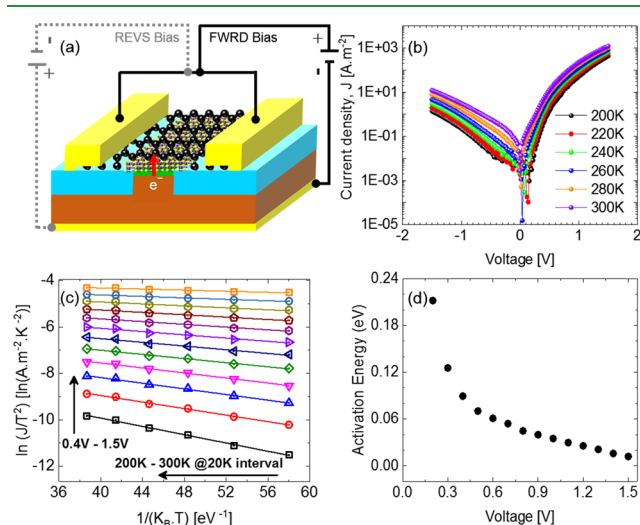 (a)
REVS Bias
FWRD Bias
-
+
+
-
e⁻
(b)
Current density, J [A.m⁻²]
1E+03
1E+01
1E-01
1E-03
1E-05
200K
220K
240K
260K
280K
300K
-2 -1 0 1 2
Voltage [V]
(c)
ln (J/T²) [ln(A.m⁻².K⁻²)]
-4
-6
-8
-10
-12
0.4V - 1.5V
200K - 300K @20K interval
36 40 44 48 52 56 60
1/(K_B.T) [eV⁻¹]
(d)
Activation Energy (eV)
0.24
0.18
0.12
0.06
0.00
0.0 0.3 0.6 0.9 1.2 1.5
Voltage [V]